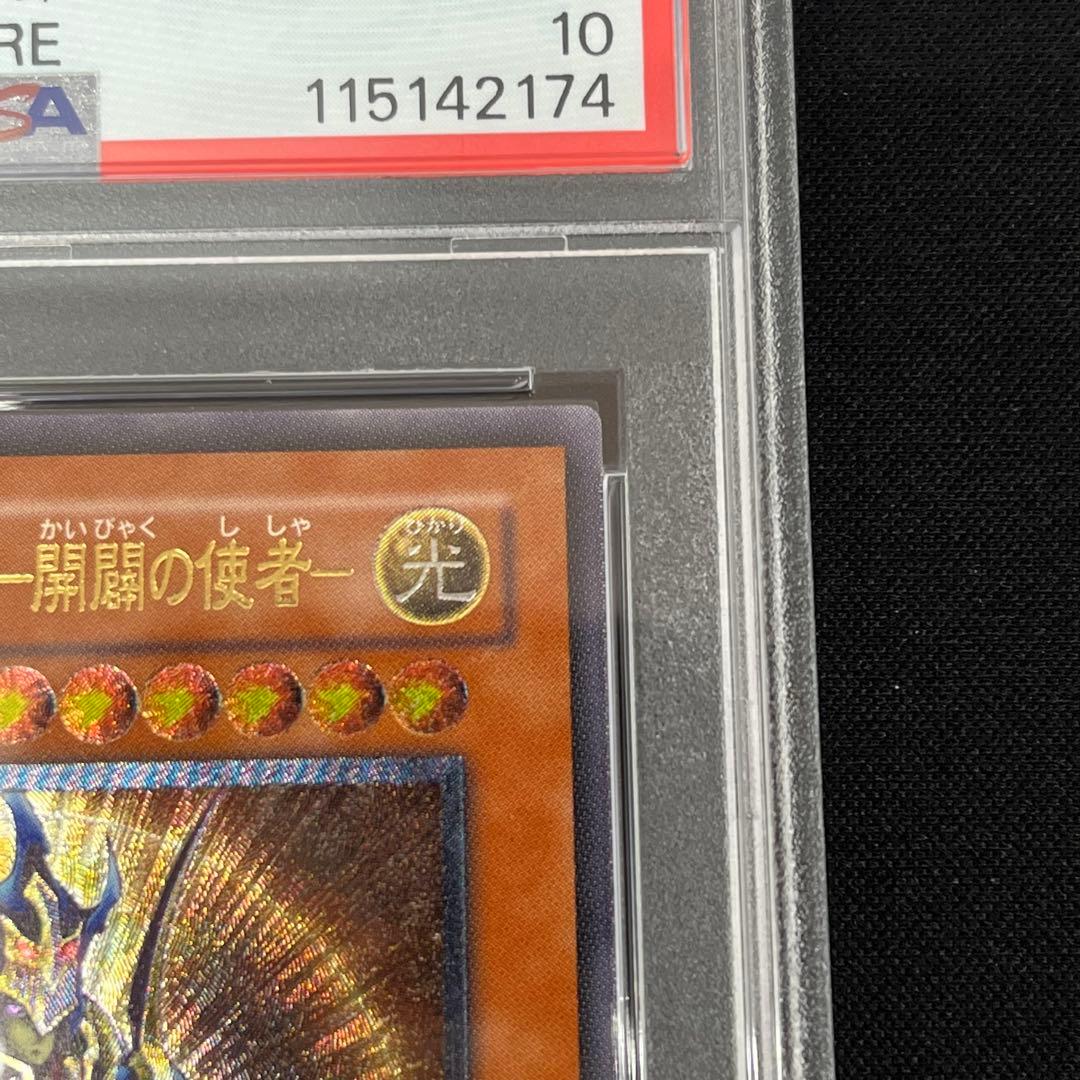 RE 10
SA 115142174
かいびゃく ししゃ ひかり
-開闢の使者- 光